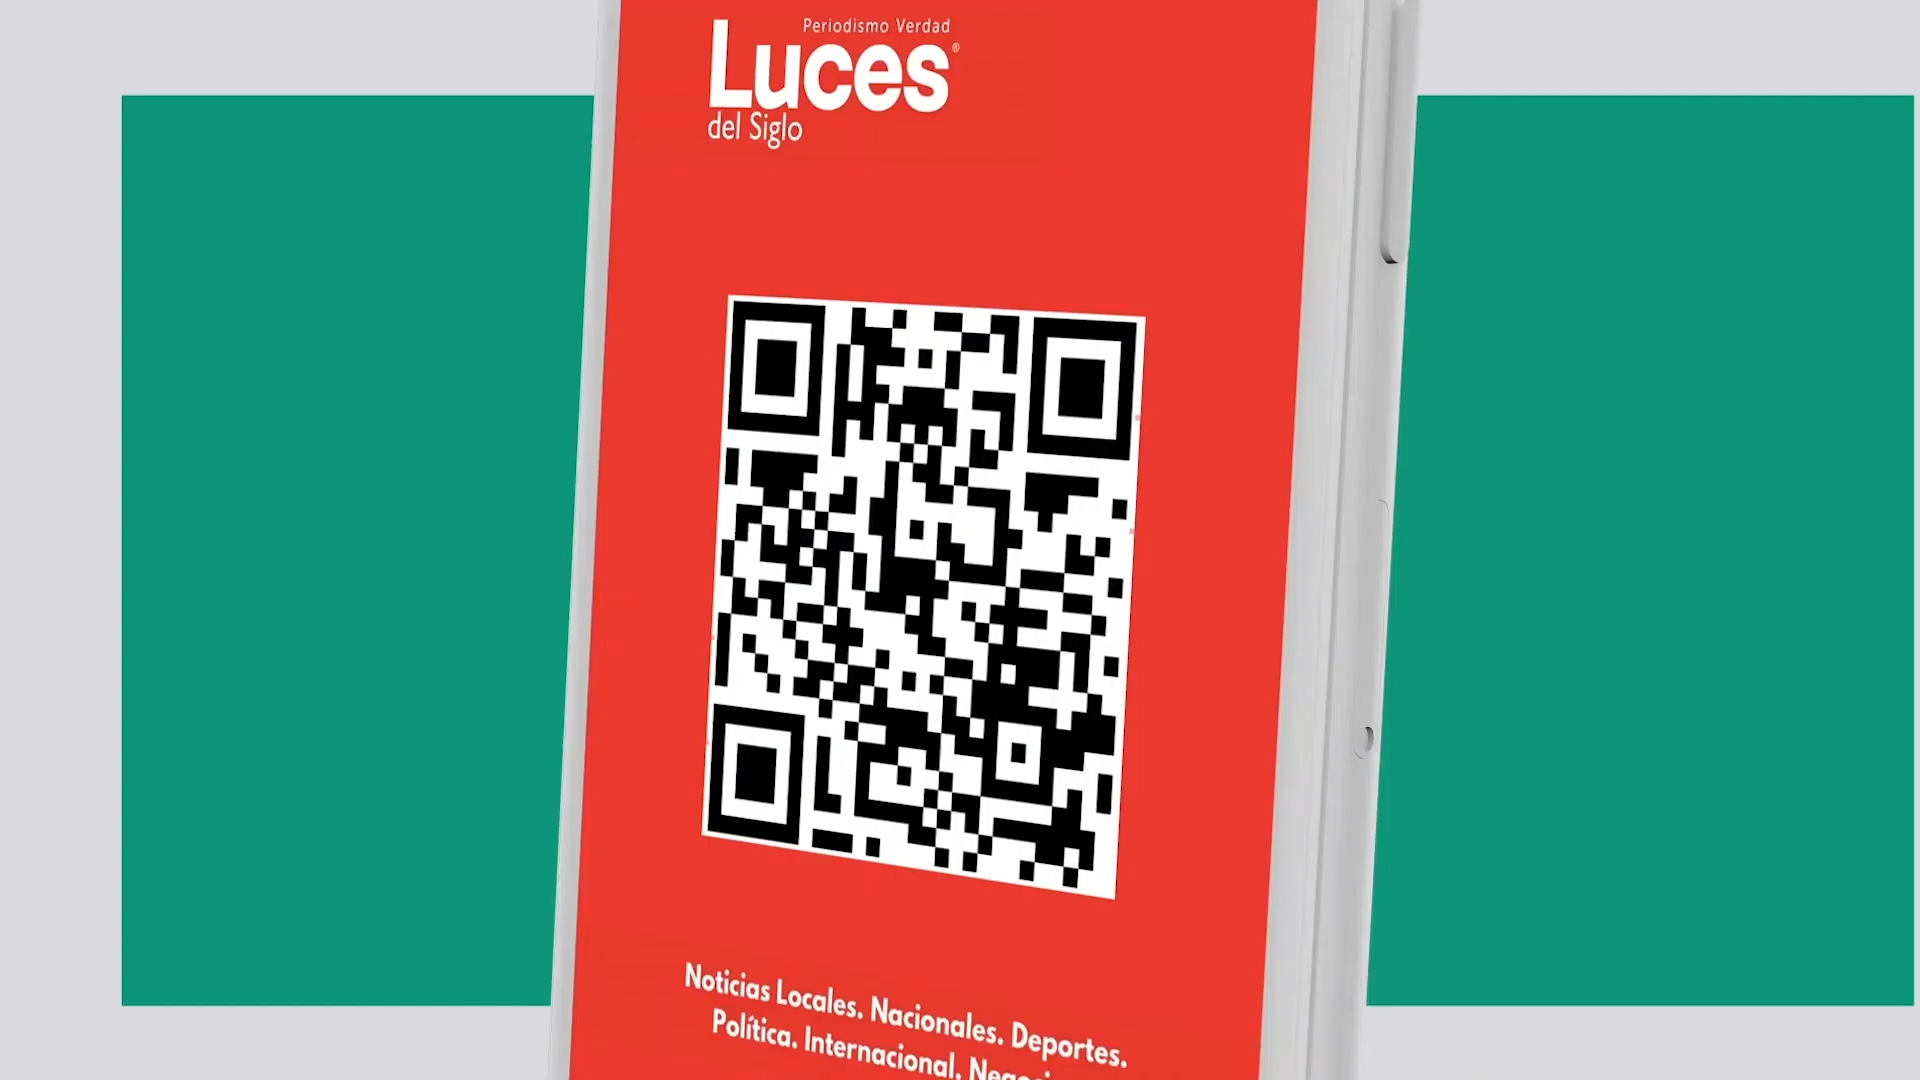 Periodismo Verdad
Luces®
del Siglo
Noticias Locales. Nacionales. Deportes.
Política. Internacional.